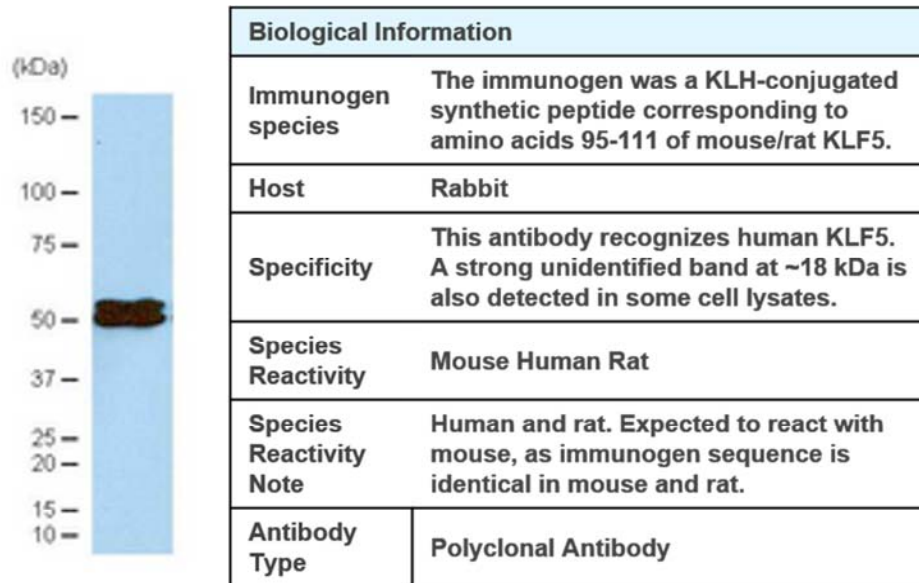 (kDa)
150
100
75
50
37
25
20
15
10
Biological Information
Immunogen
species
The immunogen was a KLH-conjugated
synthetic peptide corresponding to
amino acids 95-111 of mouse/rat KLF5.
Host
Rabbit
Specificity
This antibody recognizes human KLF5.
A strong unidentified band at ~18 kDa is
also detected in some cell lysates.
Species
Reactivity
Mouse Human Rat
Species
Reactivity
Note
Human and rat. Expected to react with
mouse, as immunogen sequence is
identical in mouse and rat.
Antibody
Type
Polyclonal Antibody